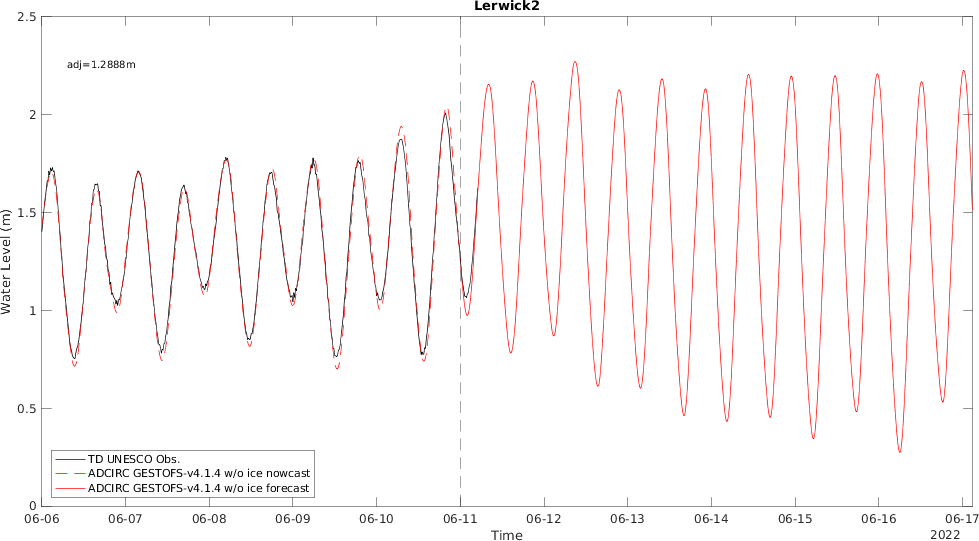 Lerwick2
2.5
adj=1.2888m
2
1.5
Water Level (m)
1
0.5
TD UNESCO Obs.
ADCIRC GESTOFS-v4.1.4 w/o ice nowcast
ADCIRC GESTOFS-v4.1.4 w/o ice forecast
0
06-06 06-07 06-08 06-09 06-10 06-11 06-12 06-13 06-14 06-15 06-16 06-17
Time
2022